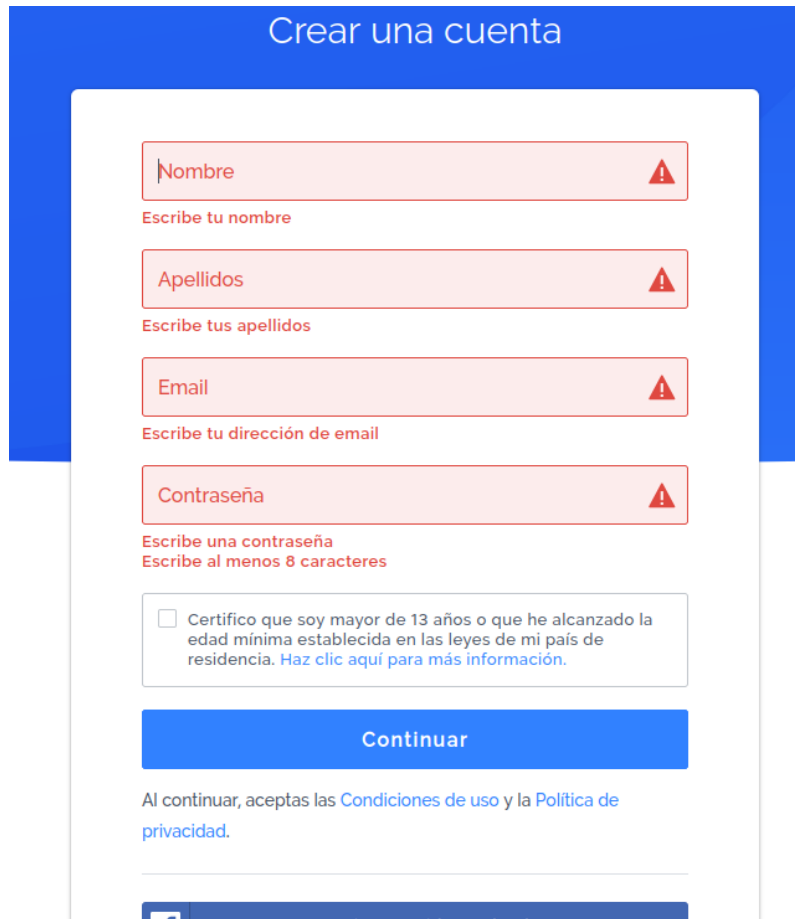 Crear una cuenta
Nombre
Escribe tu nombre
Apellidos
Escribe tus apellidos
Email
Escribe tu dirección de email
Contraseña
Escribe una contraseña
Escribe al menos 8 caracteres
Certifico que soy mayor de 13 años o que he alcanzado la
edad mínima establecida en las leyes de mi país de
residencia. Haz clic aquí para más información.
Continuar
Al continuar, aceptas las Condiciones de uso y la Política de
privacidad.